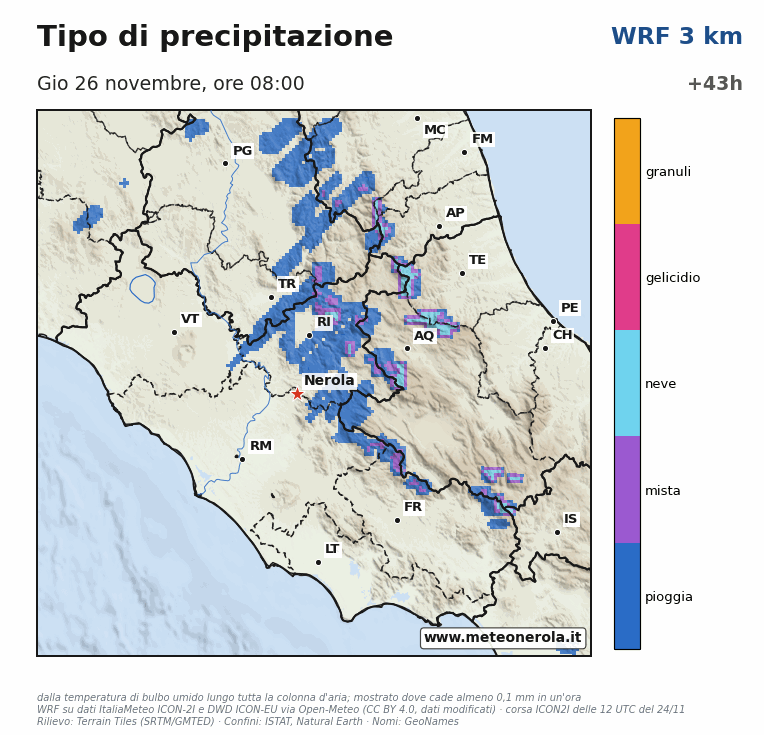 Tipo di precipitazione
WRF 3 km
Gio 26 novembre, ore 08:00
+43h
MC
FM
PG
AP
TE
TR
PE
VT
RI
AQ
CH
Nerola
RM
FR
IS
LT
www.meteonerola.it
granuli
gelicidio
neve
mista
pioggia
dalla temperatura di bulbo umido lungo tutta la colonna d'aria; mostrato dove cade almeno 0,1 mm in un'ora
WRF su dati ItaliaMeteo ICON-2I e DWD ICON-EU via Open-Meteo (CC BY 4.0, dati modificati) · corsa ICON2I delle 12 UTC del 24/11
Rilievo: Terrain Tiles (SRTM/GMTED) · Confini: ISTAT, Natural Earth · Nomi: GeoNames